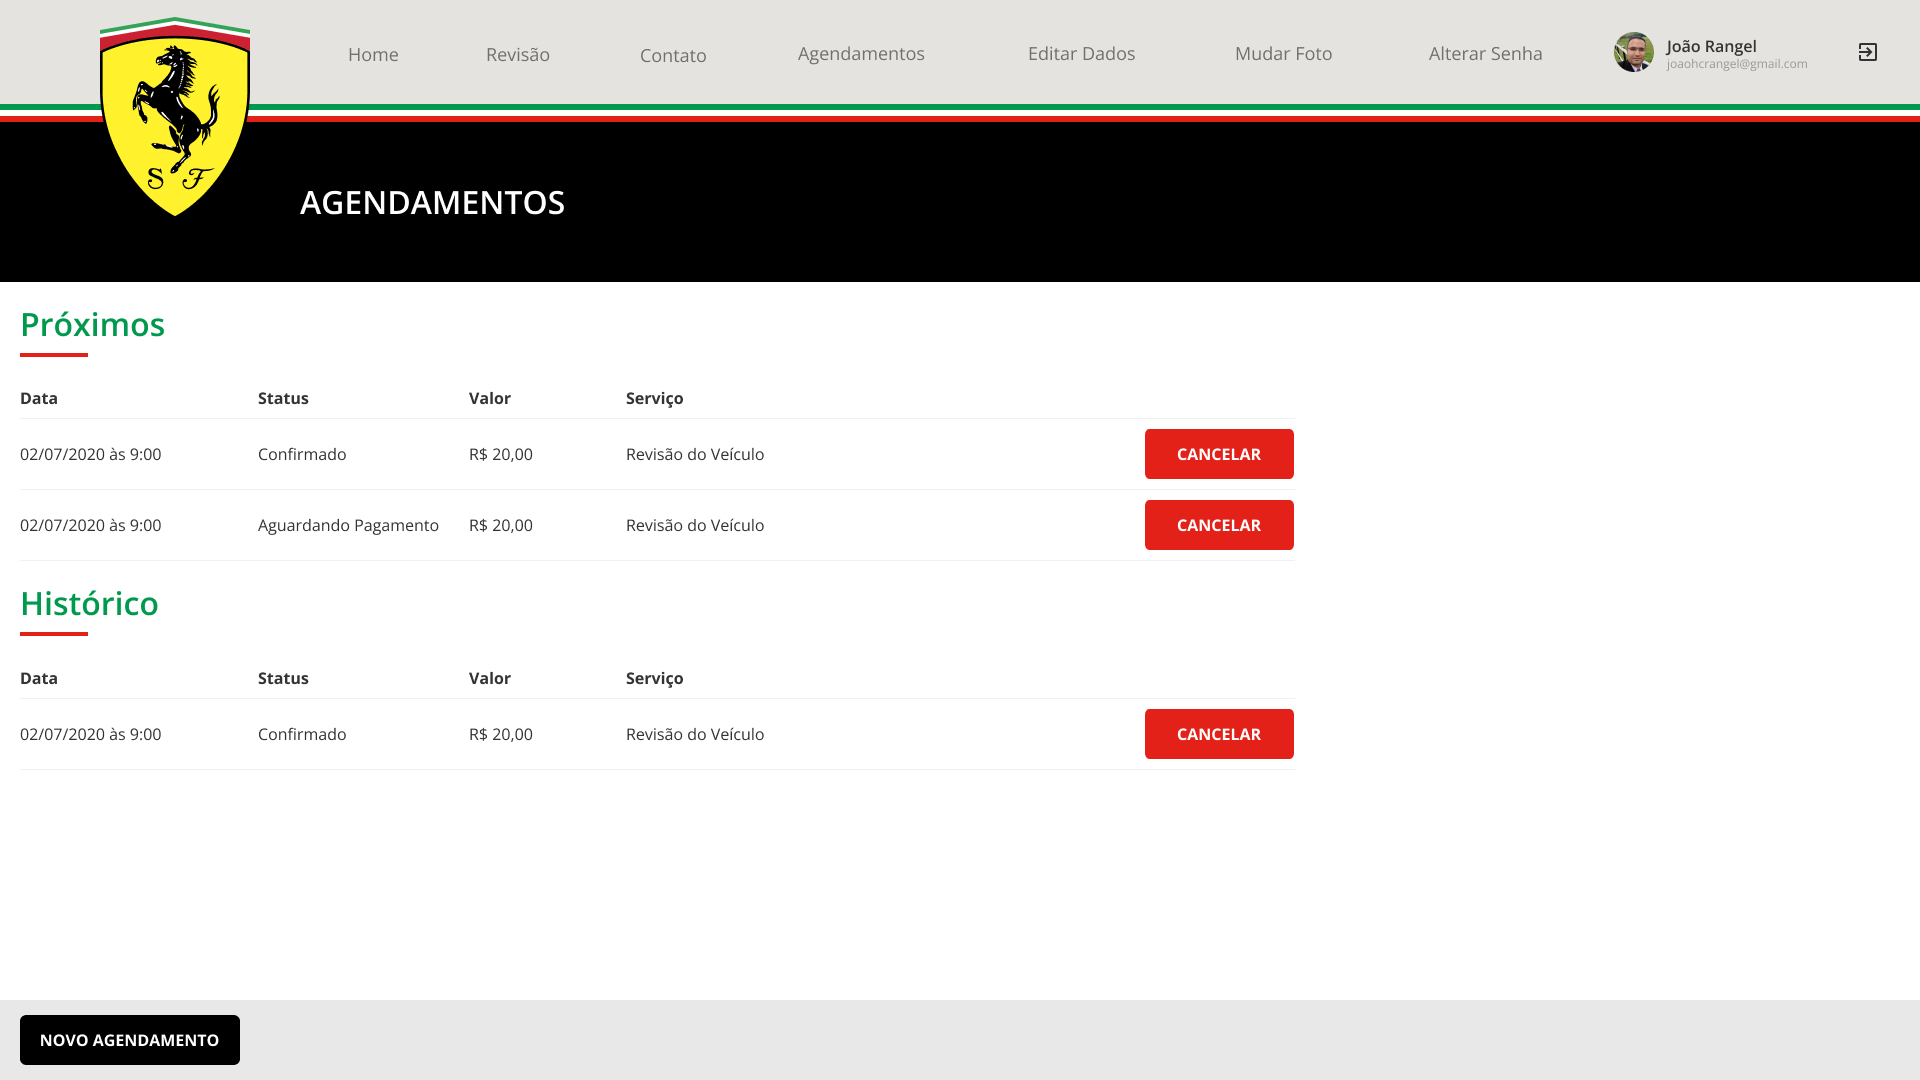 Home Revisão Contato Agendamentos Editar Dados Mudar Foto Alterar Senha
João Rangel
joaohcrangel@gmail.com
S F
AGENDAMENTOS
Próximos
Data Status Valor Serviço
02/07/2020 às 9:00 Confirmado R$ 20,00 Revisão do Veículo CANCELAR
02/07/2020 às 9:00 Aguardando Pagamento R$ 20,00 Revisão do Veículo CANCELAR
Histórico
Data Status Valor Serviço
02/07/2020 às 9:00 Confirmado R$ 20,00 Revisão do Veículo CANCELAR
NOVO AGENDAMENTO